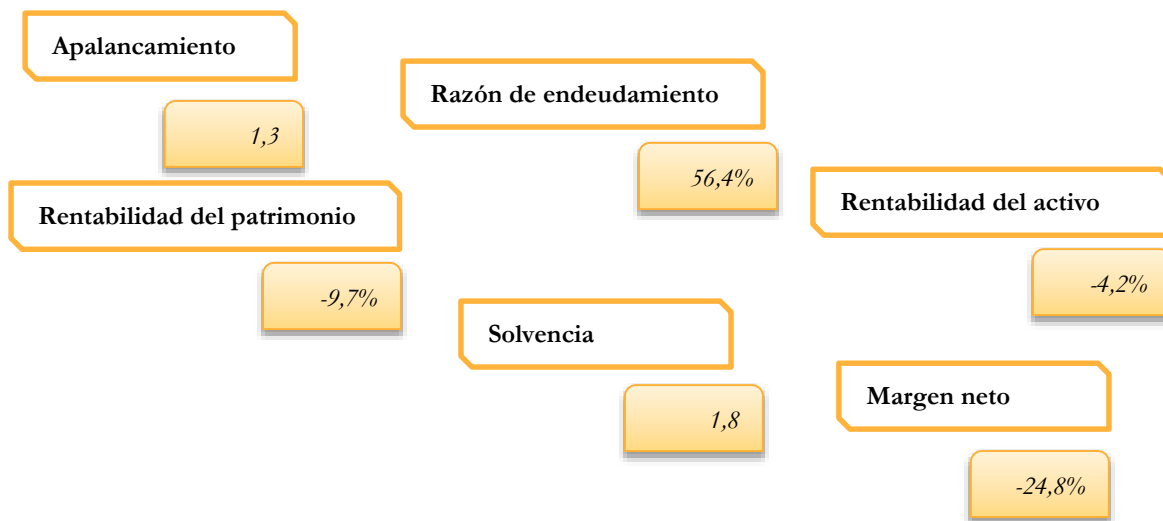 Apalancamiento
1,3
Razón de endeudamiento
56,4%
Rentabilidad del patrimonio
-9,7%
Rentabilidad del activo
-4,2%
Solvencia
1,8
Margen neto
-24,8%